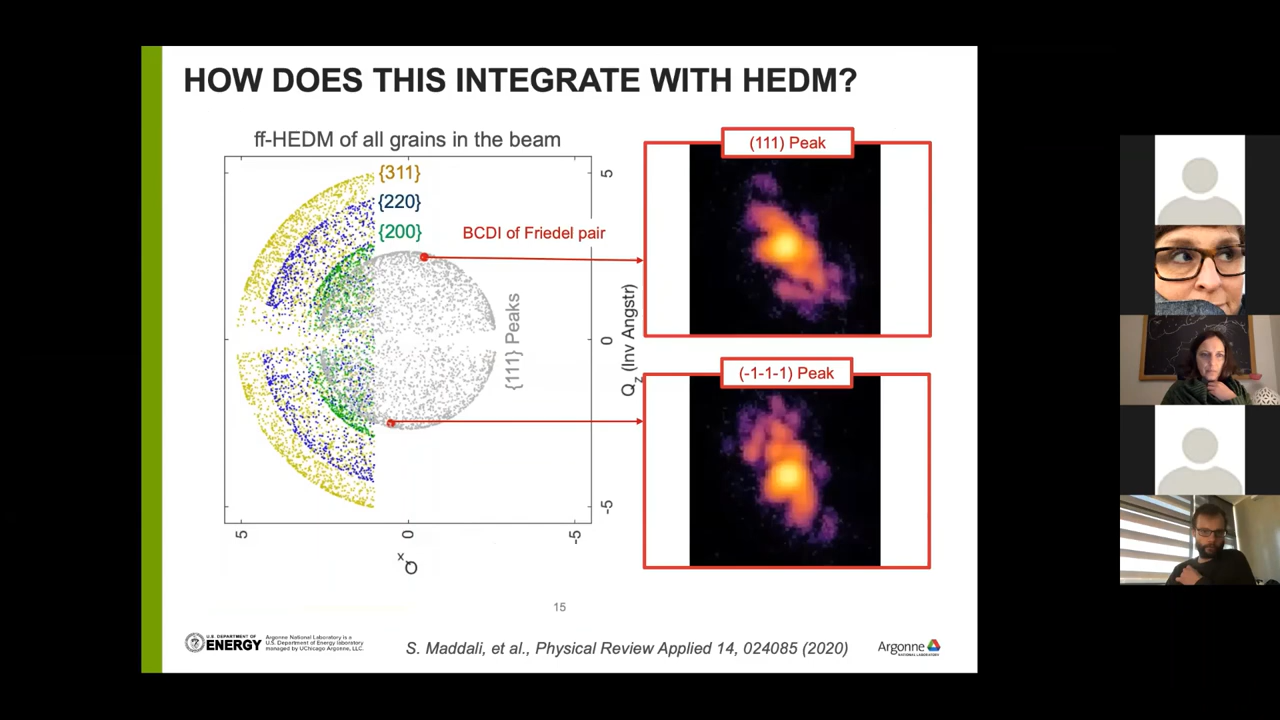 HOW DOES THIS INTEGRATE WITH HEDM?
ff-HEDM of all grains in the beam
{311}
{220}
{200}
BCDI of Friedel pair
{111} Peaks
5
0
-5
Qz (Inv Angstr)
5
0
-5
Qx
(111) Peak
(-1-1-1) Peak
15
U.S. DEPARTMENT OF
ENERGY
Argonne National Laboratory is a
U.S. Department of Energy laboratory
managed by UChicago Argonne, LLC.
S. Maddali, et al., Physical Review Applied 14, 024085 (2020)
Argonne
NATIONAL LABORATORY